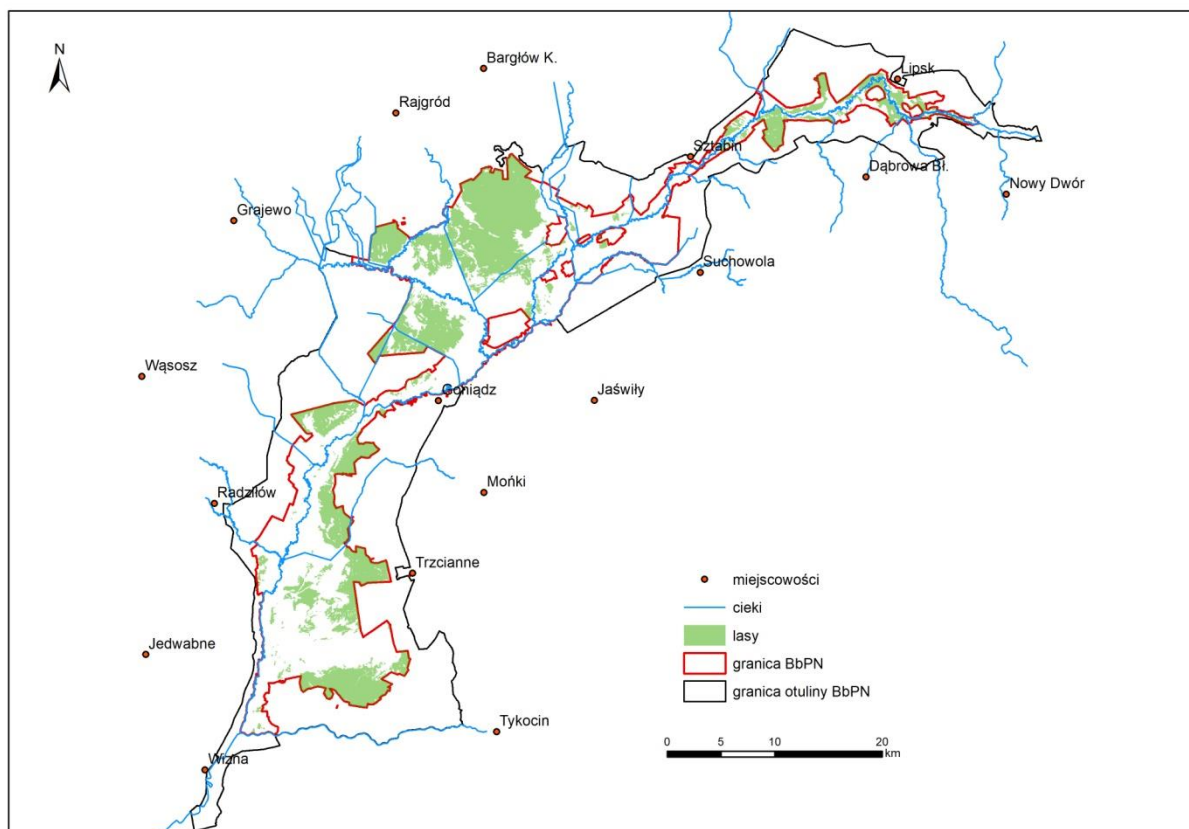 N
Bargłów K.
Lipsk
Rajgród
Sztabin
Dąbrowa Bł.
Nowy Dwór
Grajewo
Suchowola
Wąsosz
Goniądz
Jaświły
Mońki
Radziłów
Trzcianne
miejscowości
cieki
lasy
Jedwabne
granica BbPN
granica otuliny BbPN
Tykocin
Wizna
0 5 10 20
km